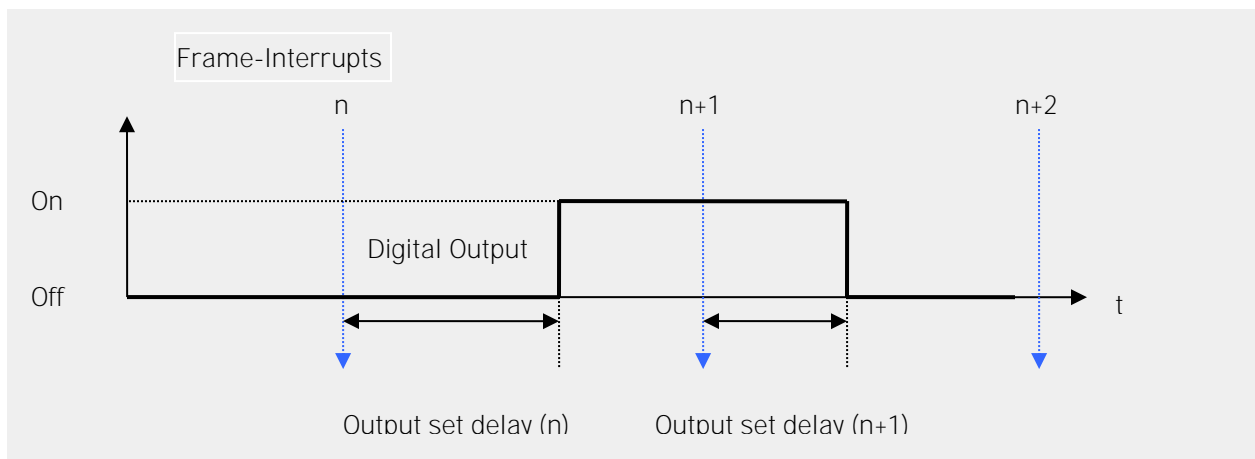 Frame-Interrupts
n n+1 n+2
On
Digital Output
Off
t
Output set delay (n) Output set delay (n+1)